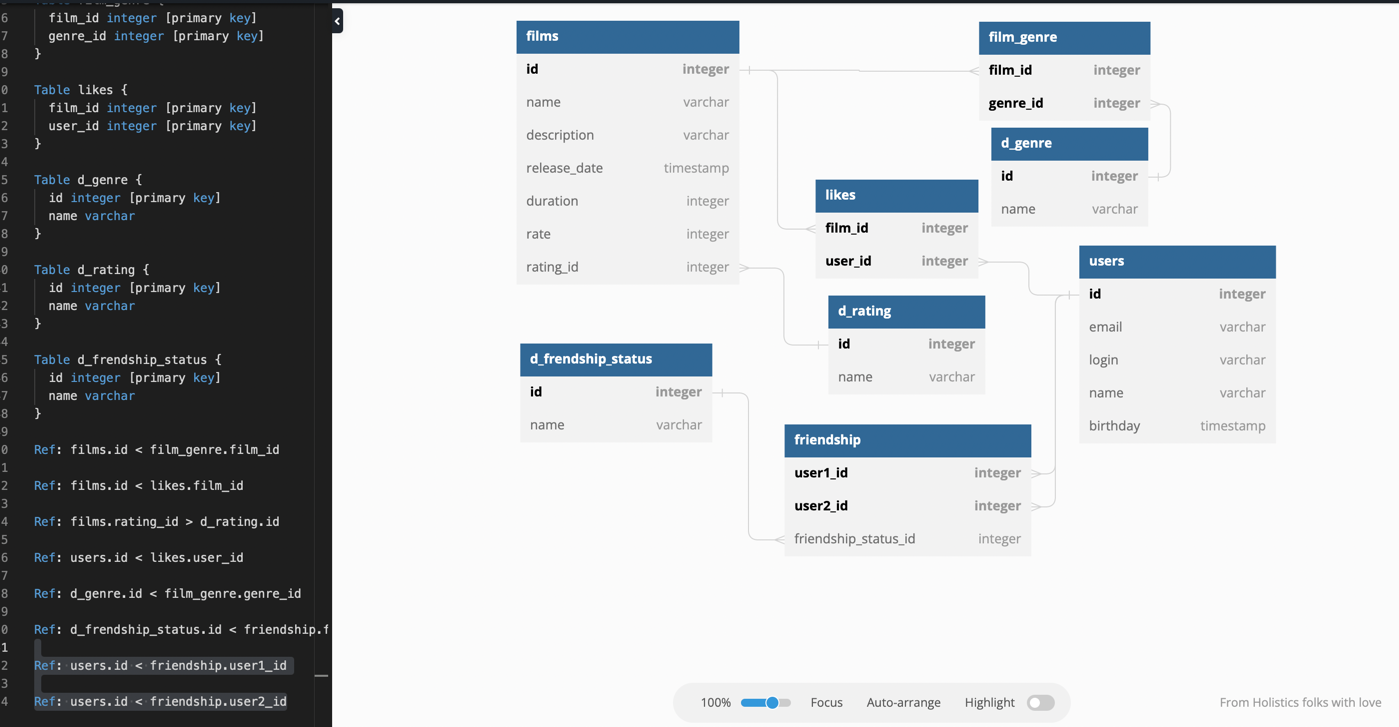 6 film_id integer [primary key]
7 genre_id integer [primary key]
8 }
9
0 Table likes {
1 film_id integer [primary key]
2 user_id integer [primary key]
3 }
4
5 Table d_genre {
6 id integer [primary key]
7 name varchar
8 }
9
0 Table d_rating {
1 id integer [primary key]
2 name varchar
3 }
4
5 Table d_frendship_status {
6 id integer [primary key]
7 name varchar
8 }
9
0 Ref: films.id < film_genre.film_id
1
2 Ref: films.id < likes.film_id
3
4 Ref: films.rating_id > d_rating.id
5
6 Ref: users.id < likes.user_id
7
8 Ref: d_genre.id < film_genre.genre_id
9
0 Ref: d_frendship_status.id < friendship.f
1
2 Ref: users.id < friendship.user1_id
3
4 Ref: users.id < friendship.user2_id
films
id integer
name varchar
description varchar
release_date timestamp
duration integer
rate integer
rating_id integer
film_genre
film_id integer
genre_id integer
d_genre
id integer
name varchar
likes
film_id integer
user_id integer
users
id integer
email varchar
login varchar
name varchar
birthday timestamp
d_rating
id integer
name varchar
d_frendship_status
id integer
name varchar
friendship
user1_id integer
user2_id integer
friendship_status_id integer
100% Focus Auto-arrange Highlight
From Holistics folks with love